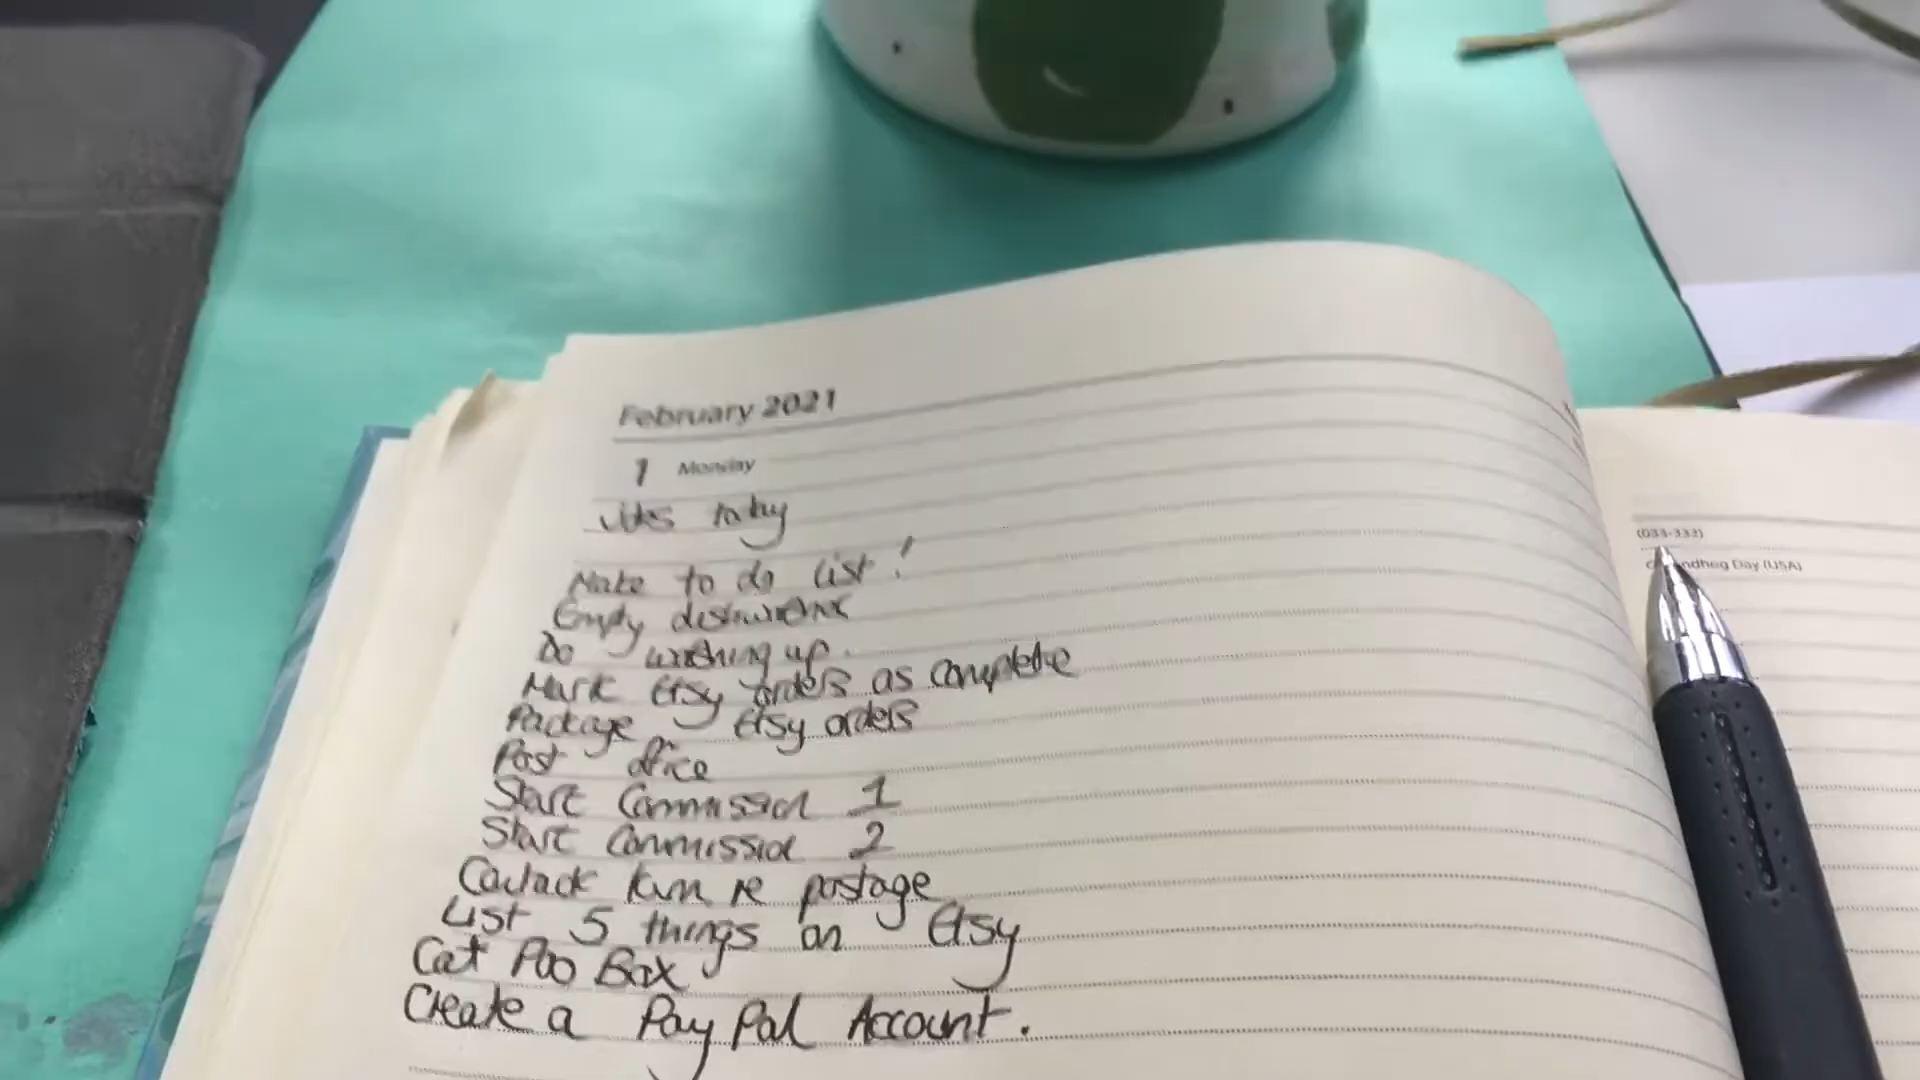 February 2021
1 Monday
Jobs today
Make to do list!
Empty dishwasher
Do washing up.
Mark Etsy orders as complete
Package Etsy orders
Post office
Start Commission 1
Start Commission 2
re postage
List 5 things on Etsy
Cat Poo Box
Create a PayPal Account.
(033-333)
Day (USA)